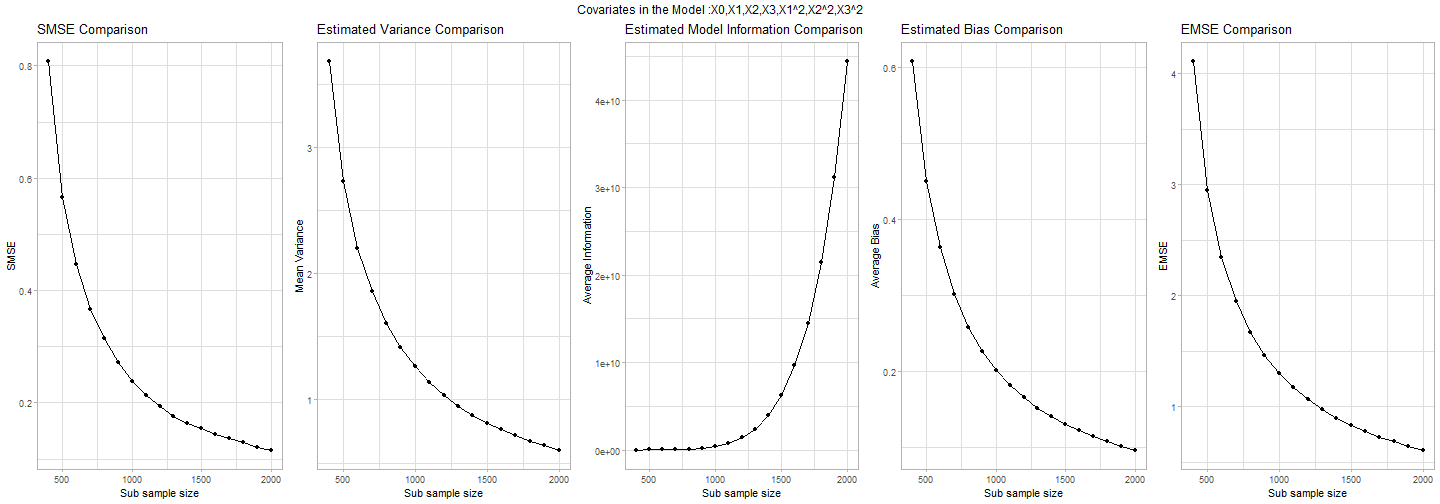 Covariates in the Model :X0,X1,X2,X3,X1^2,X2^2,X3^2
SMSE Comparison
0.8
0.6
0.4
0.2
SMSE
500
1000
1500
2000
Sub sample size
Estimated Variance Comparison
3
2
1
Mean Variance
500
1000
1500
2000
Sub sample size
Estimated Model Information Comparison
4e+10
3e+10
2e+10
1e+10
0e+00
Average Information
500
1000
1500
2000
Sub sample size
Estimated Bias Comparison
0.6
0.4
0.2
Average Bias
500
1000
1500
2000
Sub sample size
EMSE Comparison
4
3
2
1
EMSE
500
1000
1500
2000
Sub sample size